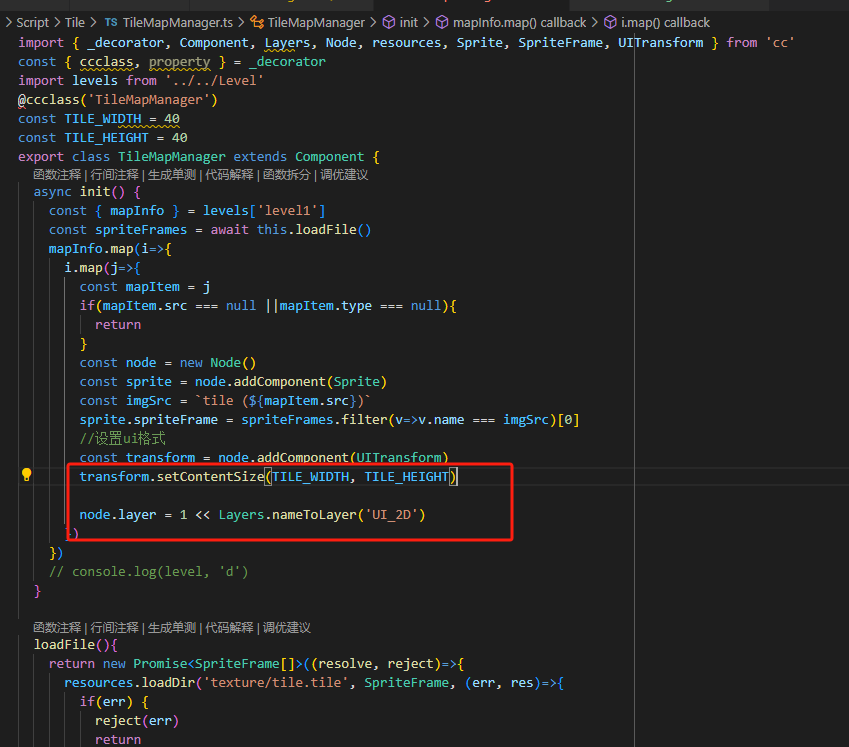 Script > Tile > TS TileMapManager.ts > TileMapManager > init > mapInfo.map() callback > i.map() callback
import { _decorator, Component, Layers, Node, resources, Sprite, SpriteFrame, UITransform } from 'cc'
const { ccclass, property } = _decorator
import levels from '../../Level'
@ccclass('TileMapManager')
const TILE_WIDTH = 40
const TILE_HEIGHT = 40
export class TileMapManager extends Component {
函数注释 | 行间注释 | 生成单测 | 代码解释 | 函数拆分 | 调优建议
async init() {
const { mapInfo } = levels['level1']
const spriteFrames = await this.loadFile()
mapInfo.map(i=>{
i.map(j=>{
const mapItem = j
if(mapItem.src === null ||mapItem.type === null){
return
}
const node = new Node()
const sprite = node.addComponent(Sprite)
const imgSrc = `tile (${mapItem.src})`
sprite.spriteFrame = spriteFrames.filter(v=>v.name === imgSrc)[0]
//设置ui格式
const transform = node.addComponent(UITransform)
transform.setContentSize(TILE_WIDTH, TILE_HEIGHT)
node.layer = 1 << Layers.nameToLayer('UI_2D')
})
})
// console.log(level, 'd')
}
函数注释 | 行间注释 | 生成单测 | 代码解释 | 调优建议
loadFile(){
return new Promise<SpriteFrame[]>((resolve, reject)=>{
resources.loadDir('texture/tile.tile', SpriteFrame, (err, res)=>{
if(err) {
reject(err)
return